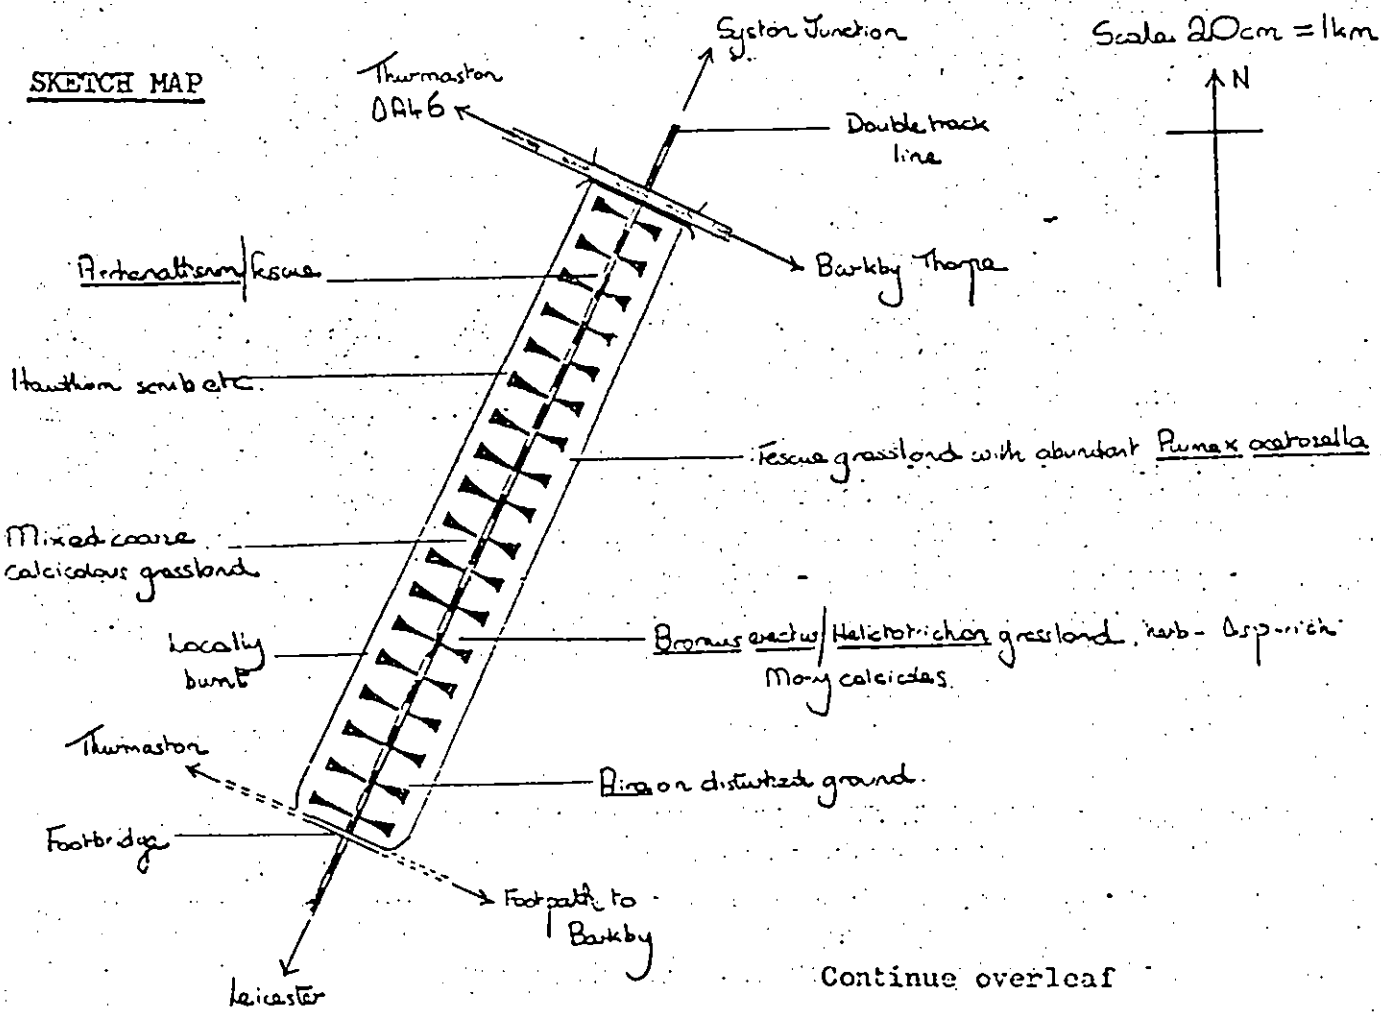 Syston Junction
Scale 20cm = 1km
SKETCH MAP
Thurmaston
N
Double track
line
Arrhenatherum/fescue
Barkby Thorpe
Hawthorn scrub etc.
Fescue grassland with abundant Rumex acetosella
Mixed coarse
calcicolous grassland
Locally
burnt
Bromus erectus/Helictotrichon grassland. herb- & sp-rich
Many calcicoles.
Thurmaston
Aira on disturbed ground.
Footbridge
Footpath to
Barkby
Continue overleaf
Leicester